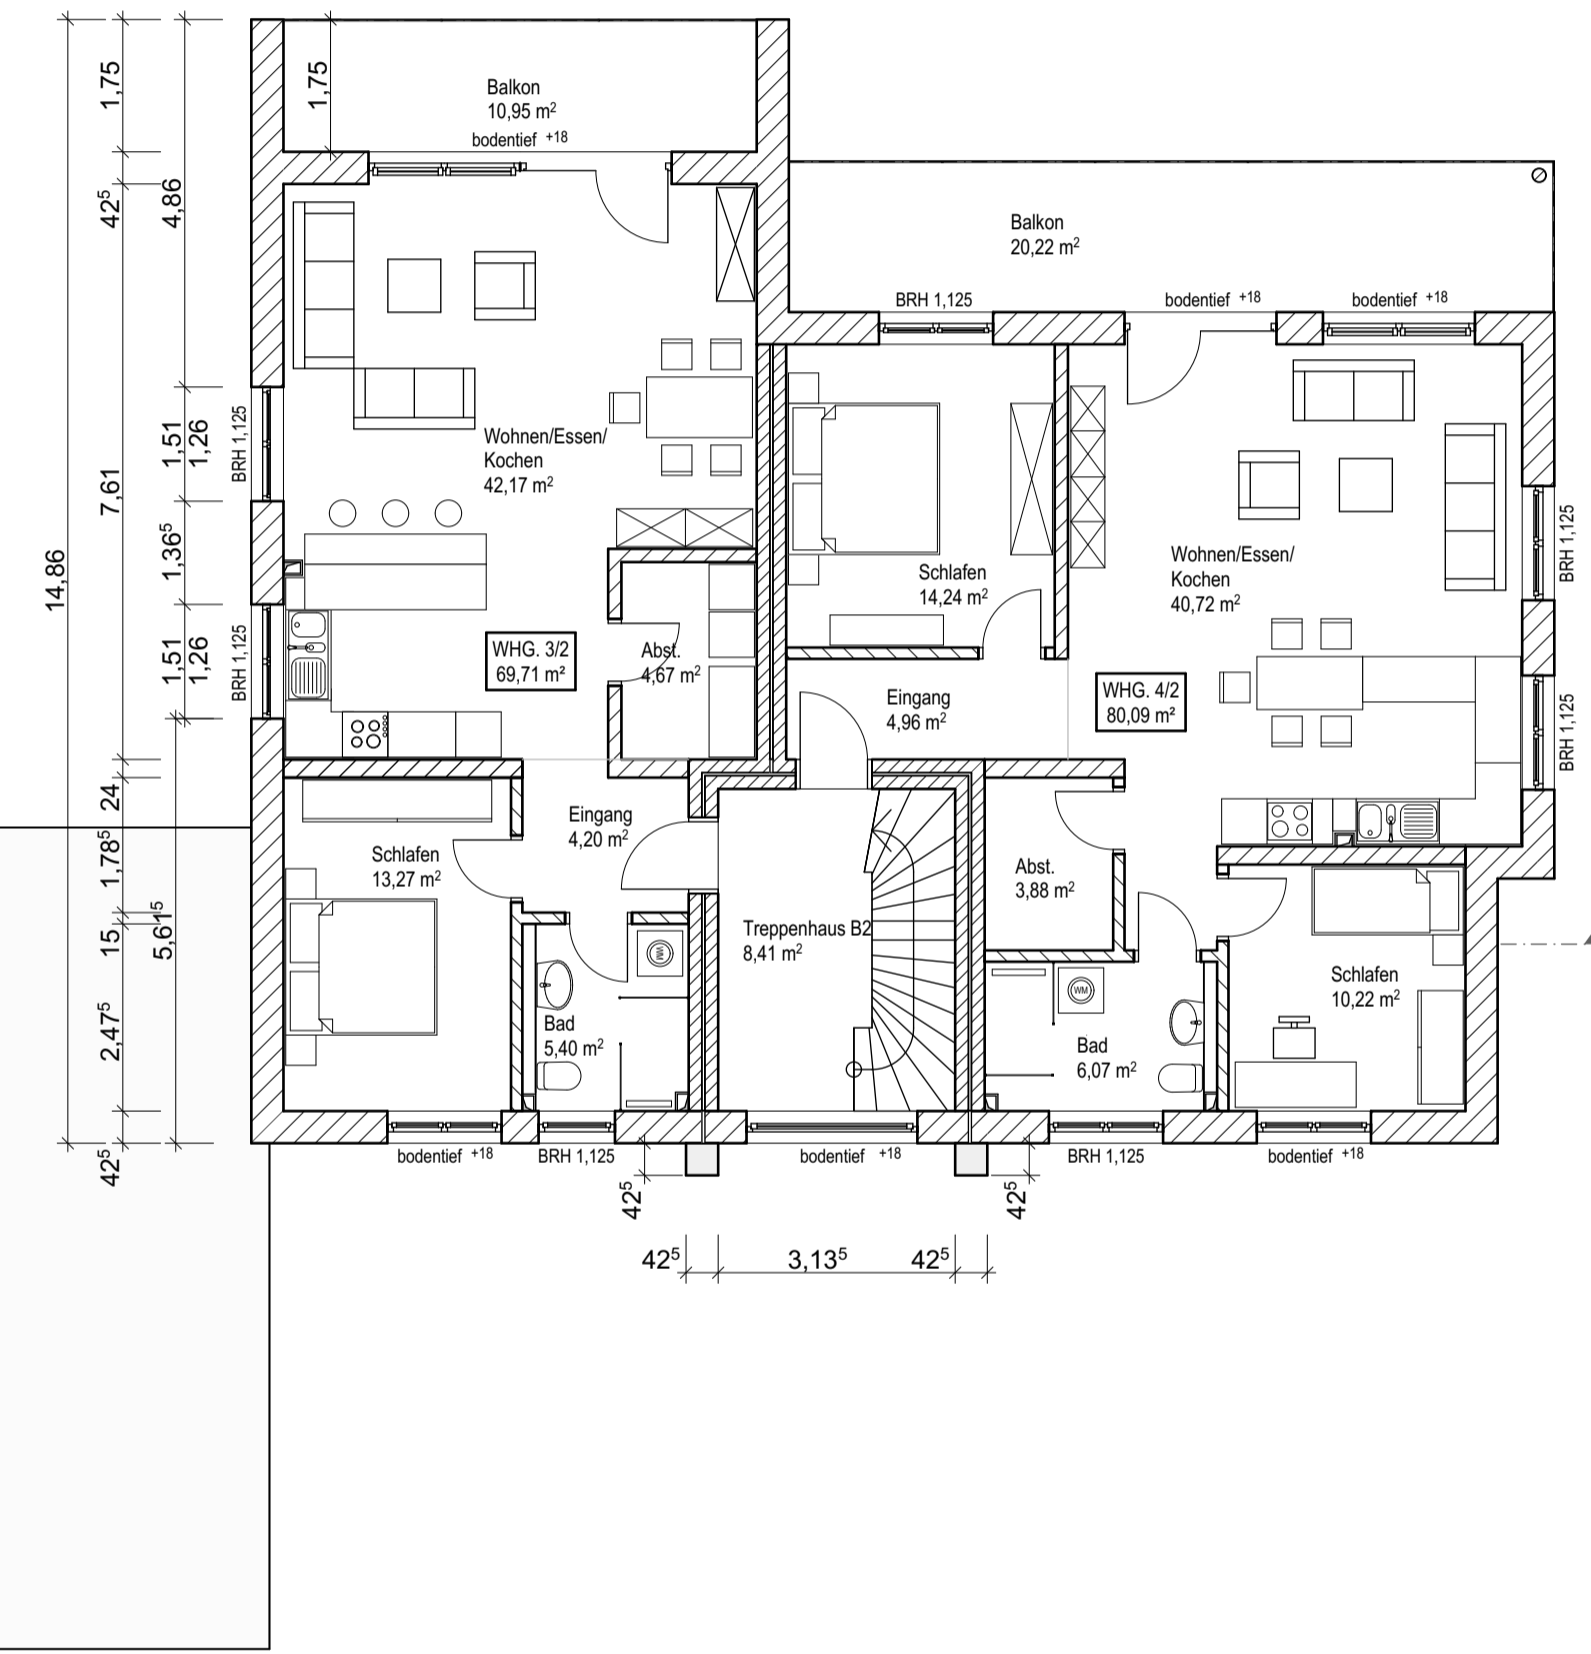 1,75
42⁵
7,61
24
1,78⁵
15
2,47⁵
42⁵
14,86
4,86
1,51
1,26
1,36⁵
1,51
1,26
5,61⁵
1,75
Balkon
10,95 m²
bodentief +18
BRH 1,125
BRH 1,125
Wohnen/Essen/
Kochen
42,17 m²
WHG. 3/2
69,71 m²
Abst.
4,67 m²
Eingang
4,20 m²
Schlafen
13,27 m²
WM
Bad
5,40 m²
bodentief +18
BRH 1,125
Treppenhaus B2
8,41 m²
bodentief +18
Balkon
20,22 m²
BRH 1,125
bodentief +18
bodentief +18
Schlafen
14,24 m²
Wohnen/Essen/
Kochen
40,72 m²
BRH 1,125
BRH 1,125
Eingang
4,96 m²
WHG. 4/2
80,09 m²
Abst.
3,88 m²
WM
Bad
6,07 m²
Schlafen
10,22 m²
BRH 1,125
bodentief +18
42⁵
42⁵
42⁵
3,13⁵
42⁵